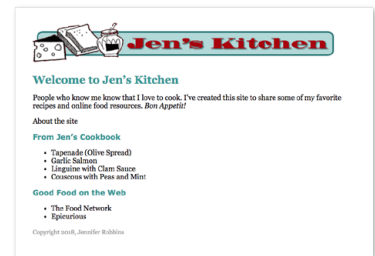 Jen's Kitchen
Welcome to Jen's Kitchen
People who know me know that I love to cook. I've created this site to share some of my favorite
recipes and online food resources. Bon Appetit!
About the site
From Jen's Cookbook
Tapenade (Olive Spread)
Garlic Salmon
Linguine with Clam Sauce
Couscous with Peas and Mint
Good Food on the Web
The Food Network
Epicurious
Copyright 2018, Jennifer Robbins